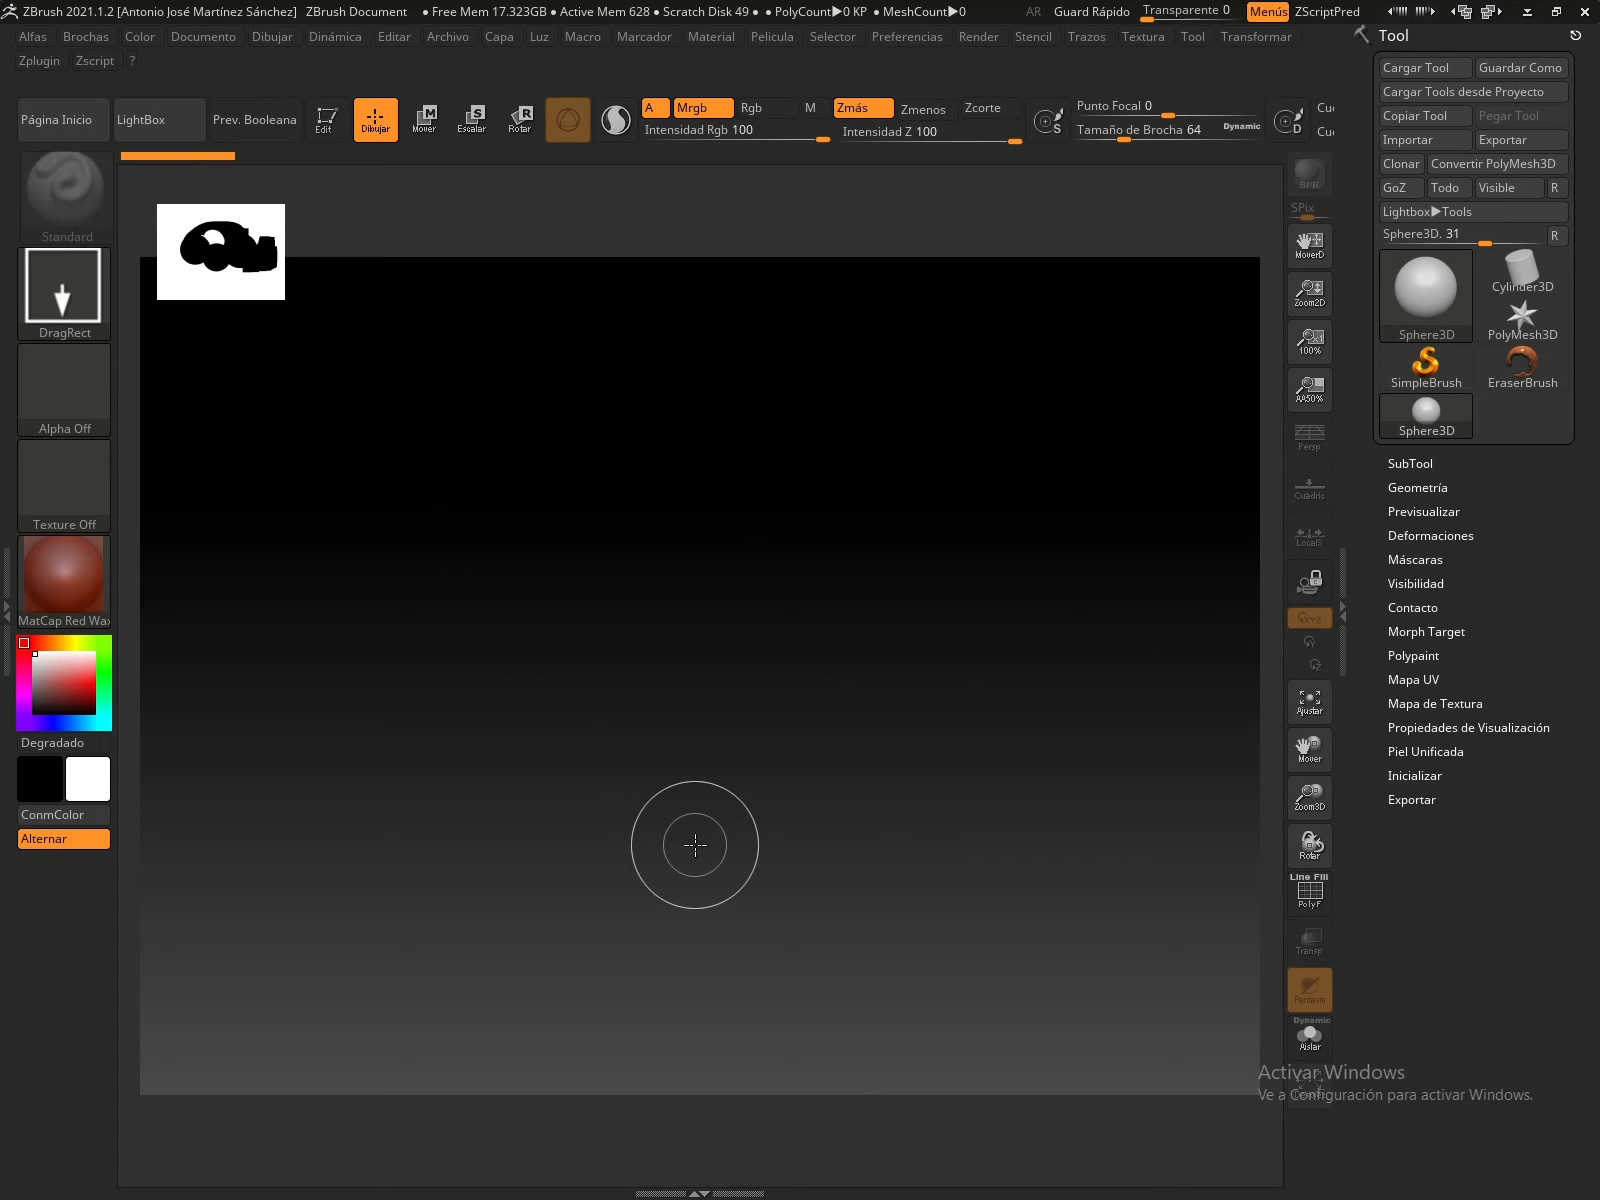 ZBrush 2021.1.2 [Antonio José Martínez Sánchez] ZBrush Document • Free Mem 17.323GB • Active Mem 628 • Scratch Disk 49 • • PolyCount▶0 KP • MeshCount▶0 AR Guard Rápido Transparente 0 Menús ZScriptPred
Alfas Brochas Color Documento Dibujar Dinámica Editar Archivo Capa Luz Macro Marcador Material Pelicula Selector Preferencias Render Stencil Trazos Textura Tool Transformar
Zplugin Zscript ?
Página Inicio LightBox Prev. Booleana Edit Dibujar Mover Escalar Rotar
A Mrgb Rgb M Zmás Zmenos Zcorte
Intensidad Rgb 100 Intensidad Z 100
Punto Focal 0
Tamaño de Brocha 64 Dynamic
S D
Standard
DragRect
Alpha Off
Texture Off
MatCap Red Wax
Degradado
ConmColor
Alternar
BPR
SPix
MoverD
Zoom2D
100%
AA50%
Persp
Cuadric
LocalS
XYZ
Y
Z
Ajustar
Mover
Zoom3D
Rotar
Line Fill
PolyF
Transp
Fantasm
Dynamic
Aislar
Tool
Cargar Tool Guardar Como
Cargar Tools desde Proyecto
Copiar Tool Pegar Tool
Importar Exportar
Clonar Convertir PolyMesh3D
GoZ Todo Visible R
Lightbox▶Tools
Sphere3D. 31 R
Sphere3D Cylinder3D
PolyMesh3D
SimpleBrush EraserBrush
Sphere3D
SubTool
Geometría
Previsualizar
Deformaciones
Máscaras
Visibilidad
Contacto
Morph Target
Polypaint
Mapa UV
Mapa de Textura
Propiedades de Visualización
Piel Unificada
Inicializar
Exportar
Activar Windows
Ve a Configuración para activar Windows.